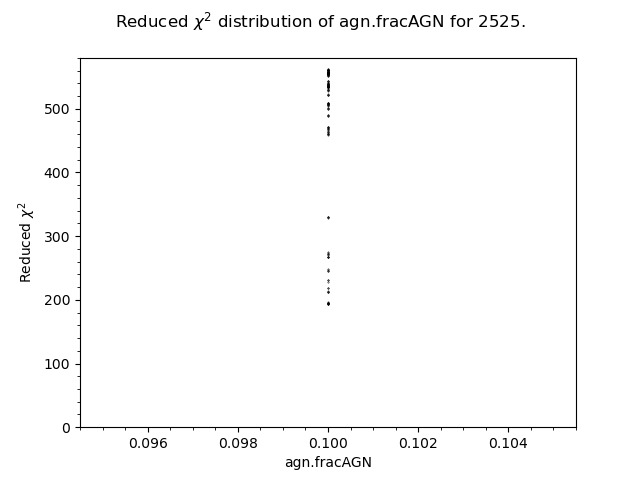 Reduced χ² distribution of agn.fracAGN for 2525.
Reduced χ²
500
400
300
200
100
0
0.096 0.098 0.100 0.102 0.104
agn.fracAGN